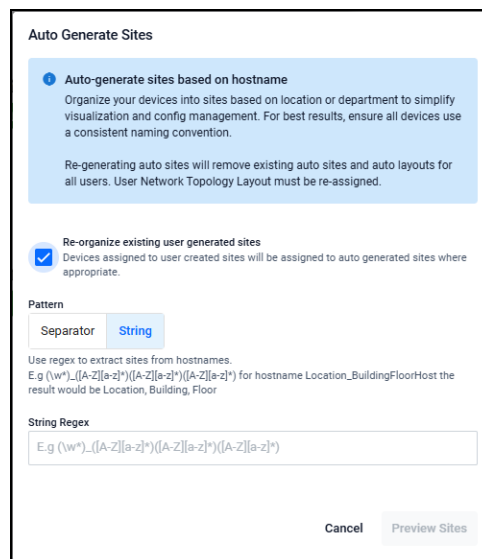 Auto Generate Sites
Auto-generate sites based on hostname
Organize your devices into sites based on location or department to simplify
visualization and config management. For best results, ensure all devices use
a consistent naming convention.
Re-generating auto sites will remove existing auto sites and auto layouts for
all users. User Network Topology Layout must be re-assigned.
Re-organize existing user generated sites
Devices assigned to user created sites will be assigned to auto generated sites where
appropriate.
Pattern
Separator String
Use regex to extract sites from hostnames.
E.g (\w*)_([A-Z][a-z]*)([A-Z][a-z]*)([A-Z][a-z]*) for hostname Location_BuildingFloorHost the
result would be Location, Building, Floor
String Regex
E.g (\w*)_([A-Z][a-z]*)([A-Z][a-z]*)([A-Z][a-z]*)
Cancel Preview Sites